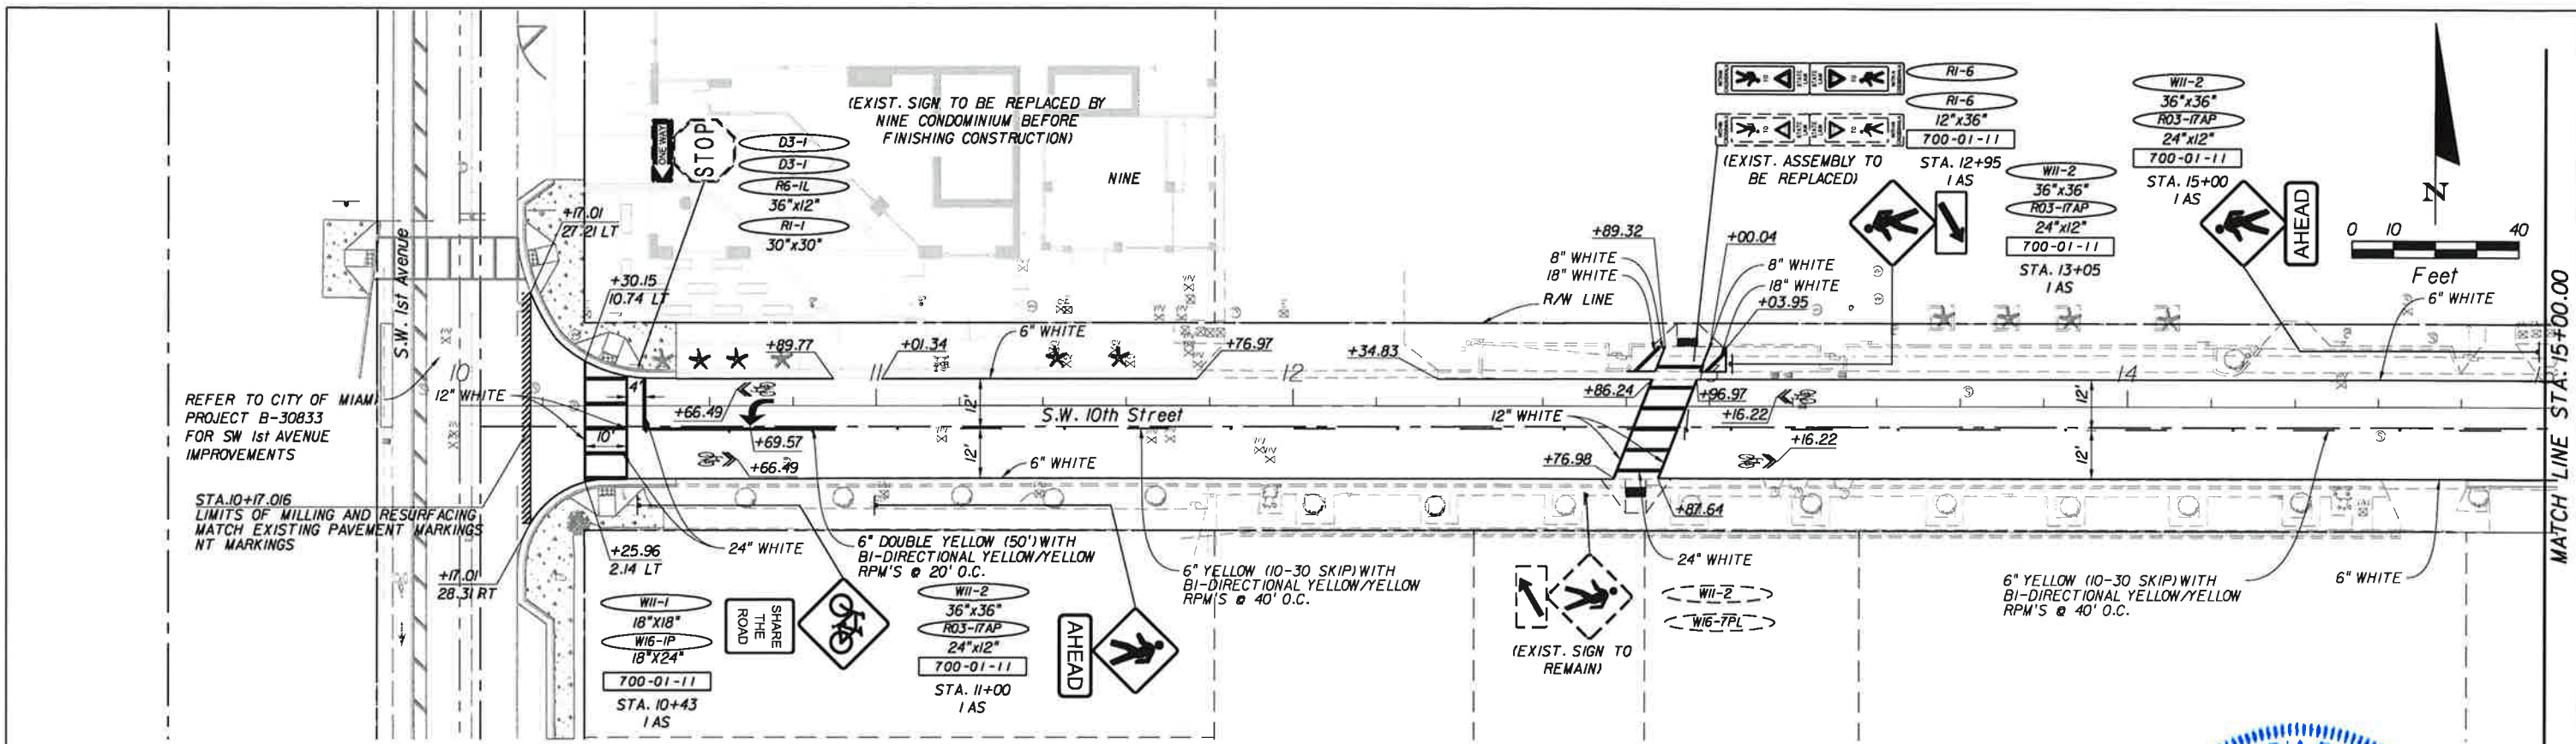 (EXIST. SIGN TO BE REPLACED BY
NINE CONDOMINIUM BEFORE
FINISHING CONSTRUCTION)
ONE WAY
STOP
D3-1
D3-1
R6-1L
36"x12"
R1-1
30"x30"
NINE
STATE
LAW
STATE
LAW
R1-6
R1-6
12"x36"
700-01-11
STA. 12+95
1 AS
(EXIST. ASSEMBLY TO
BE REPLACED)
W11-2
36"x36"
R03-17AP
24"x12"
700-01-11
STA. 13+05
1 AS
W11-2
36"x36"
R03-17AP
24"x12"
700-01-11
STA. 15+00
1 AS
AHEAD
N
0 10 40
Feet
6" WHITE
MATCH LINE STA. 15+00.00
S.W. 1st Avenue
+17.01
27.21 LT
+30.15
10.74 LT
+89.77
+01.34
6" WHITE
+76.97
+34.83
R/W LINE
+89.32
8" WHITE
18" WHITE
+00.04
8" WHITE
18" WHITE
+03.95
10
11
12
14
REFER TO CITY OF MIAMI
PROJECT B-30833
FOR SW 1st AVENUE
IMPROVEMENTS
12" WHITE
4'
10'
+66.49
+69.57
+66.49
12'
12'
S.W. 10th Street
6" WHITE
+86.24
+96.97
12" WHITE
+16.22
+16.22
+76.98
+87.64
12'
12'
STA.10+17.016
LIMITS OF MILLING AND RESURFACING
MATCH EXISTING PAVEMENT MARKINGS
NT MARKINGS
+17.01
28.31 RT
+25.96
2.14 LT
24" WHITE
6" DOUBLE YELLOW (50') WITH
BI-DIRECTIONAL YELLOW/YELLOW
RPM'S @ 20' O.C.
6" YELLOW (10-30 SKIP) WITH
BI-DIRECTIONAL YELLOW/YELLOW
RPM'S @ 40' O.C.
24" WHITE
6" YELLOW (10-30 SKIP) WITH
BI-DIRECTIONAL YELLOW/YELLOW
RPM'S @ 40' O.C.
6" WHITE
W11-1
18"X18"
W16-1P
18"X24"
700-01-11
STA. 10+43
1 AS
SHARE
THE
ROAD
W11-2
36"x36"
R03-17AP
24"x12"
700-01-11
STA. 11+00
1 AS
AHEAD
(EXIST. SIGN TO
REMAIN)
W11-2
W16-7PL